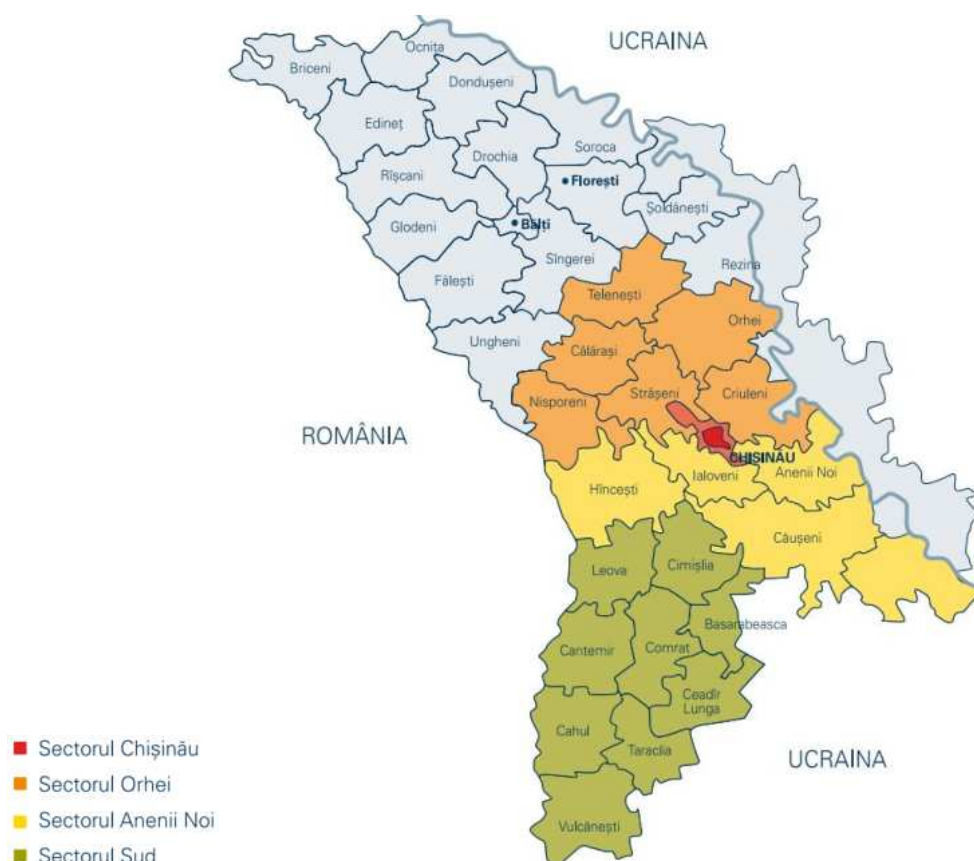 UCRAINA
Ocnița
Briceni
Dondușeni
Edineț
Soroca
Drochia
Rîșcani
Florești
Șoldănești
Glodeni
Bălți
Sîngerei
Rezina
Fălești
Telenești
Orhei
Ungheni
Călărași
Strășeni
Criuleni
Nisporeni
ROMÂNIA
CHIȘINĂU
Ialoveni
Anenii Noi
Hîncești
Căușeni
Leova
Cimișlia
Basarabeasca
Cantemir
Comrat
Ceadîr
Lunga
Cahul
Taraclia
UCRAINA
Vulcănești
Sectorul Chișinău
Sectorul Orhei
Sectorul Anenii Noi
Sectorul Sud